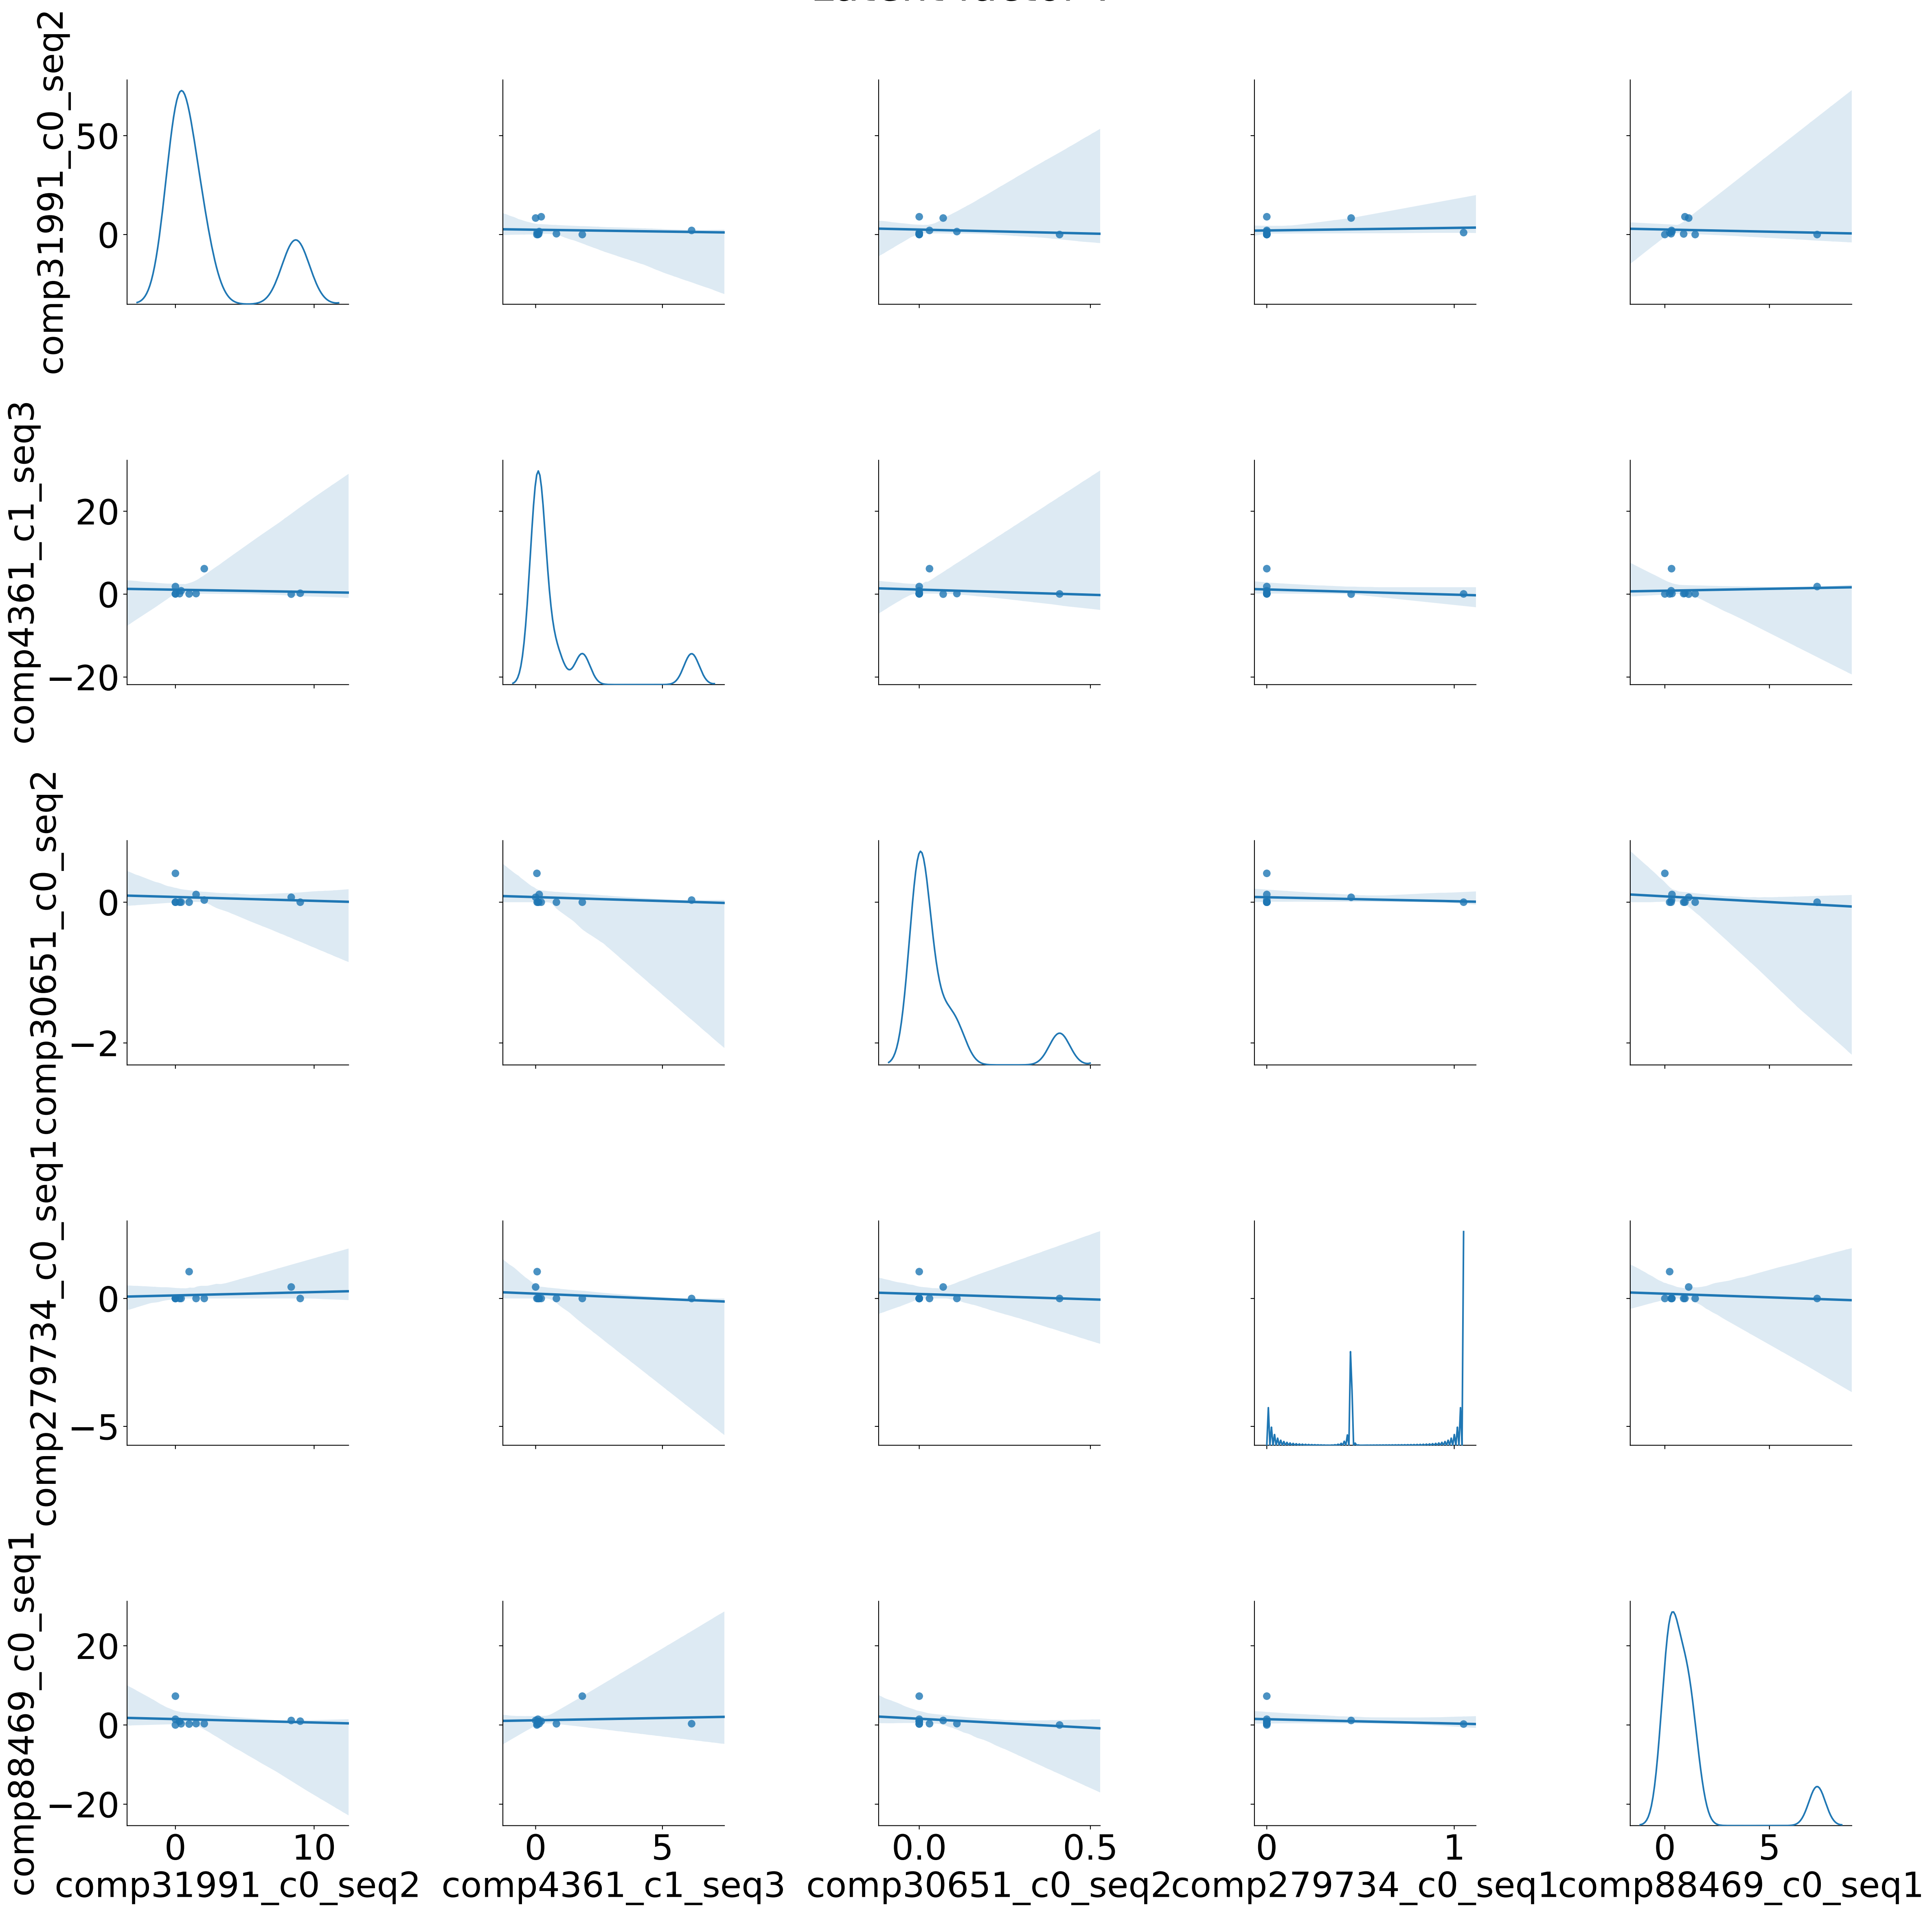 comp31991_c0_seq2
50
0
comp4361_c1_seq3
20
0
−20
comp30651_c0_seq2
0
−2
comp279734_c0_seq1
0
−5
comp88469_c0_seq1
20
0
−20
0 10 0 5 0.0 0.5 0 1 0 5
comp31991_c0_seq2 comp4361_c1_seq3 comp30651_c0_seq2 comp279734_c0_seq1 comp88469_c0_seq1